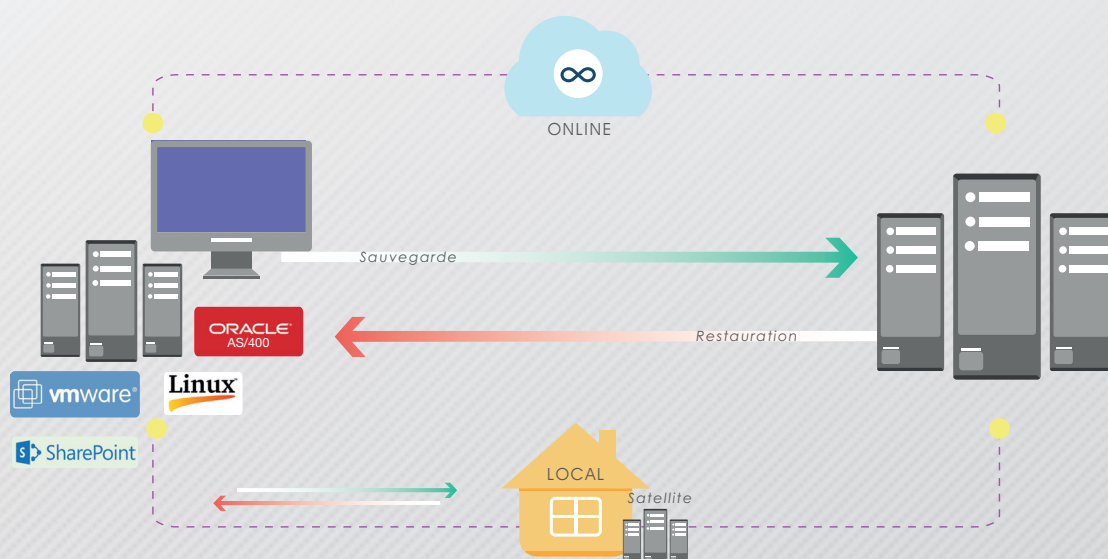 ONLINE
Sauvegarde
ORACLE
AS/400
Restauration
vmware®
Linux
SharePoint
LOCAL
Satellite